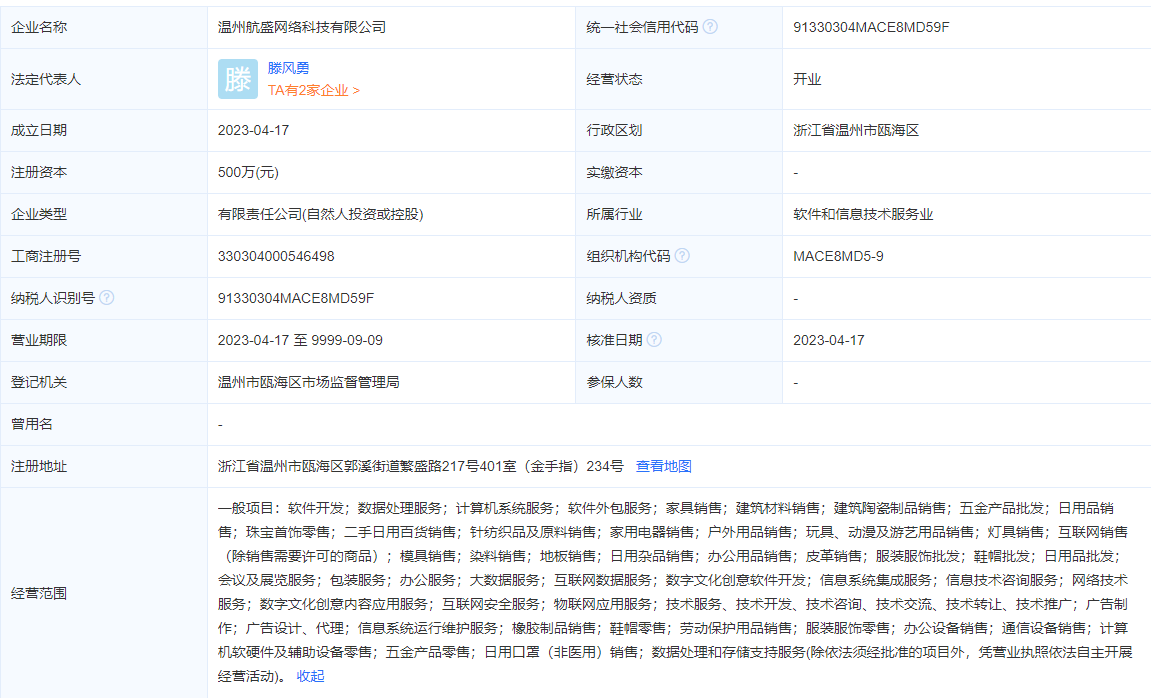 企业名称 温州航盛网络科技有限公司 统一社会信用代码 91330304MACE8MD59F
法定代表人 滕 滕风勇 TA有2家企业 > 经营状态 开业
成立日期 2023-04-17 行政区划 浙江省温州市瓯海区
注册资本 500万(元) 实缴资本 -
企业类型 有限责任公司(自然人投资或控股) 所属行业 软件和信息技术服务业
工商注册号 330304000546498 组织机构代码 MACE8MD5-9
纳税人识别号 91330304MACE8MD59F 纳税人资质 -
营业期限 2023-04-17 至 9999-09-09 核准日期 2023-04-17
登记机关 温州市瓯海区市场监督管理局 参保人数 -
曾用名 -
注册地址 浙江省温州市瓯海区郭溪街道繁盛路217号401室（金手指）234号 查看地图
经营范围
一般项目：软件开发；数据处理服务；计算机系统服务；软件外包服务；家具销售；建筑材料销售；建筑陶瓷制品销售；五金产品批发；日用品销
售；珠宝首饰零售；二手日用百货销售；针纺织品及原料销售；家用电器销售；户外用品销售；玩具、动漫及游艺用品销售；灯具销售；互联网销售
（除销售需要许可的商品）；模具销售；染料销售；地板销售；日用杂品销售；办公用品销售；皮革销售；服装服饰批发；鞋帽批发；日用品批发；
会议及展览服务；包装服务；办公服务；大数据服务；互联网数据服务；数字文化创意软件开发；信息系统集成服务；信息技术咨询服务；网络技术
服务；数字文化创意内容应用服务；互联网安全服务；物联网应用服务；技术服务、技术开发、技术咨询、技术交流、技术转让、技术推广；广告制
作；广告设计、代理；信息系统运行维护服务；橡胶制品销售；鞋帽零售；劳动保护用品销售；服装服饰零售；办公设备销售；通信设备销售；计算
机软硬件及辅助设备零售；五金产品零售；日用口罩（非医用）销售；数据处理和存储支持服务(除依法须经批准的项目外，凭营业执照依法自主开展
经营活动)。 收起